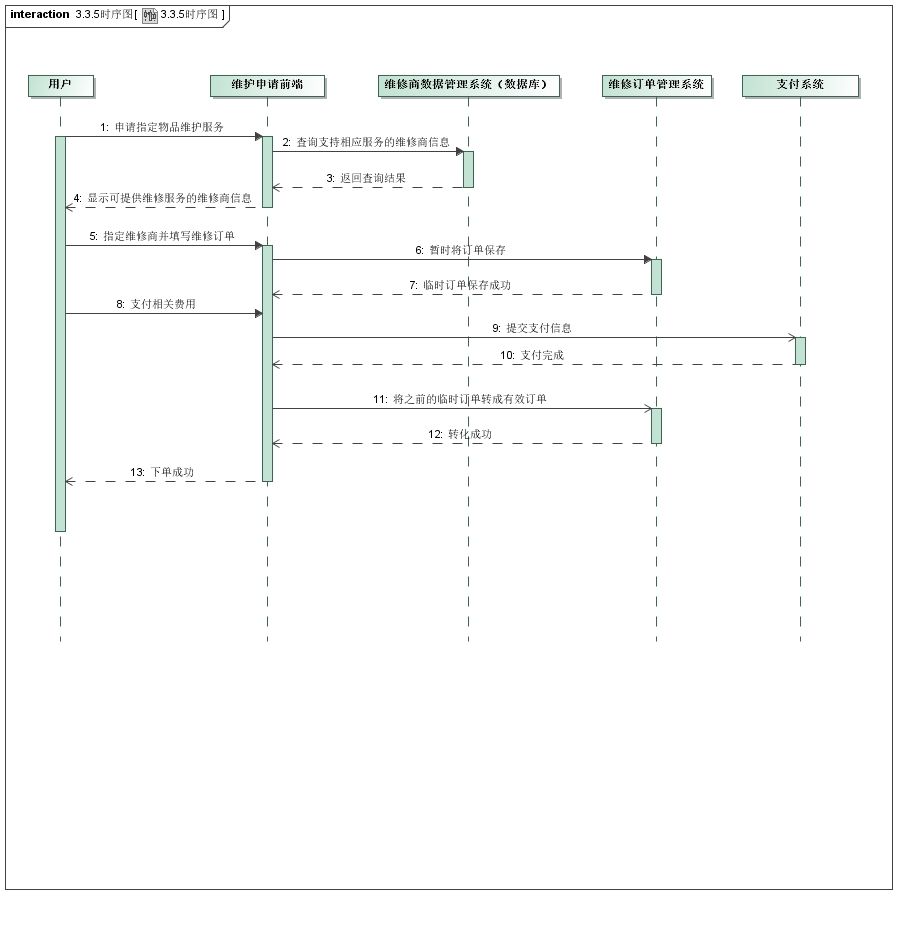 interaction 3.3.5时序图[ 3.3.5时序图 ]
用户
维护申请前端
维修商数据管理系统（数据库）
维修订单管理系统
支付系统
1: 申请指定物品维护服务
2: 查询支持相应服务的维修商信息
3: 返回查询结果
4: 显示可提供维修服务的维修商信息
5: 指定维修商并填写维修订单
6: 暂时将订单保存
7: 临时订单保存成功
8: 支付相关费用
9: 提交支付信息
10: 支付完成
11: 将之前的临时订单转成有效订单
12: 转化成功
13: 下单成功